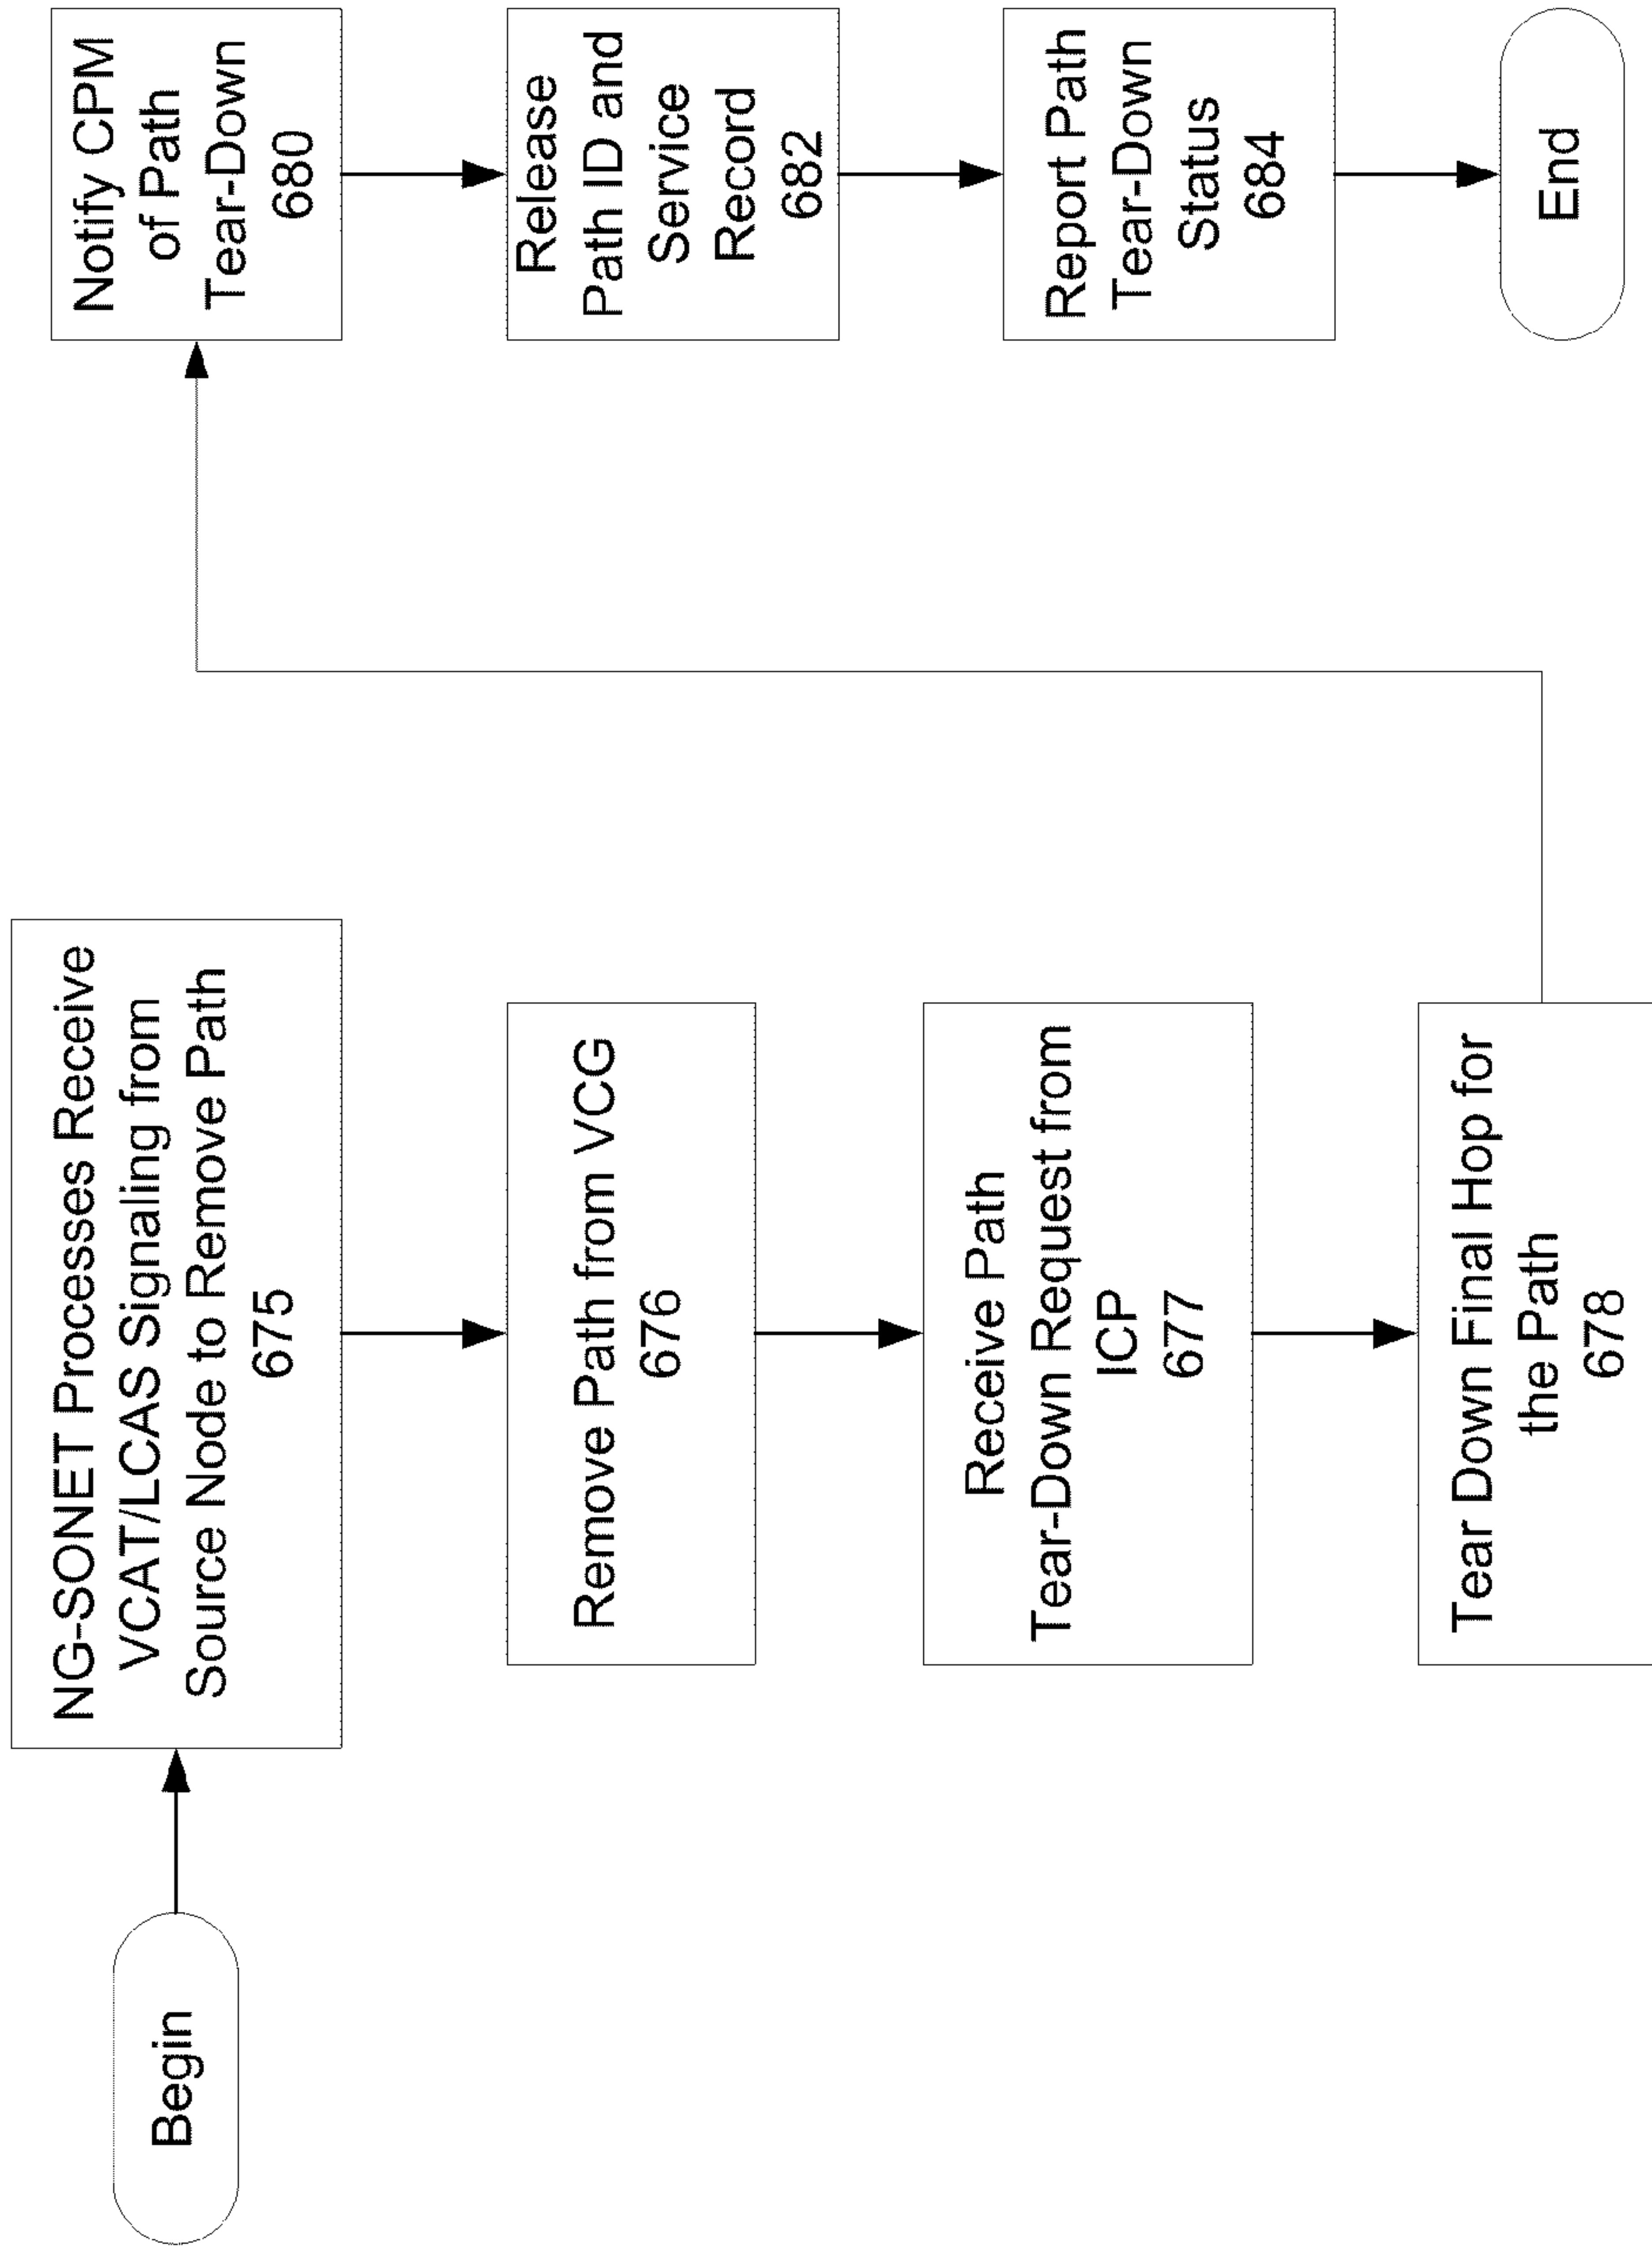 Begin
NG-SONET Processes Receive
VCAT/LCAS Signaling from
Source Node to Remove Path
675
Remove Path from VCG
676
Receive Path
Tear-Down Request from
ICP
677
Tear Down Final Hop for
the Path
678
Notify CPM
of Path
Tear-Down
680
Release
Path ID and
Service
Record
682
Report Path
Tear-Down
Status
684
End